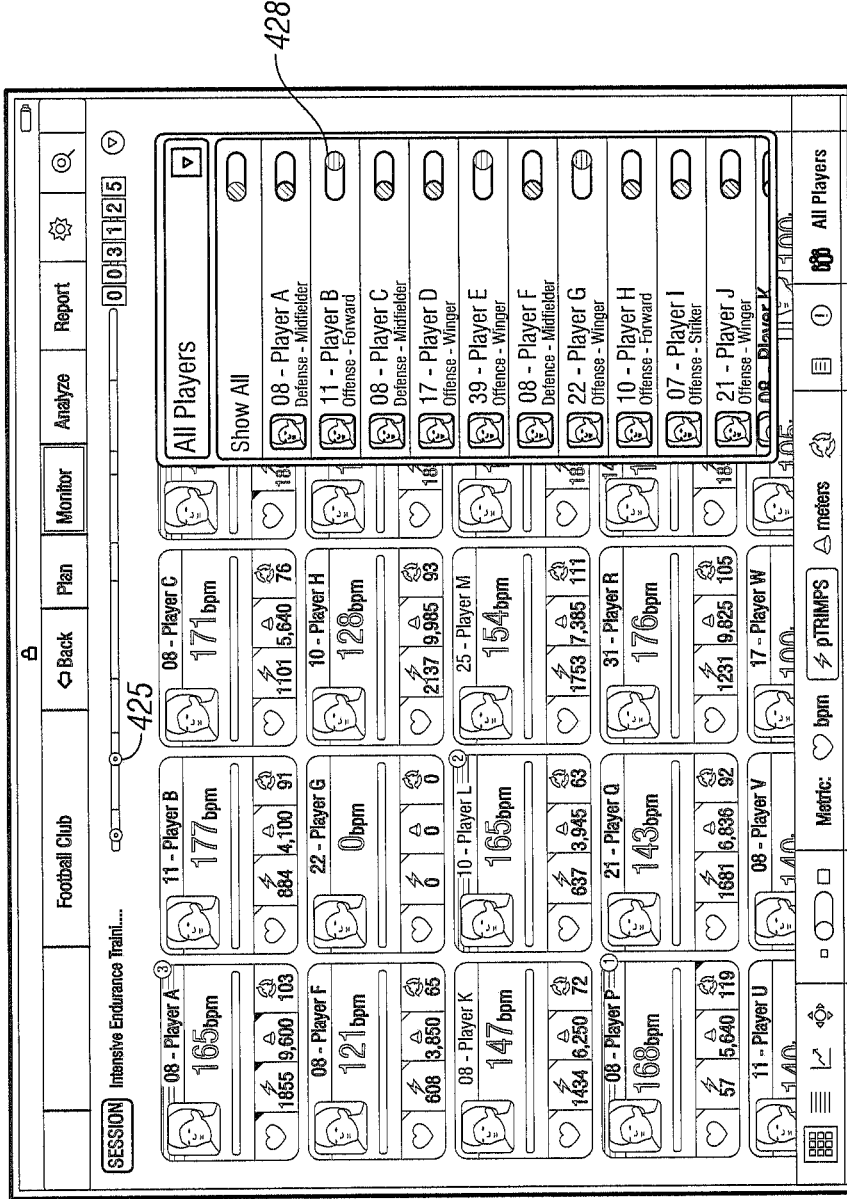 Football Club
Back
Plan
Monitor
Analyze
Report
SESSION
Intensive Endurance Traini....
425
003125
08 - Player A
3
165bpm
1855 9,600 103
11 - Player B
177bpm
884 4,100 91
08 - Player C
171bpm
1101 5,640 76
08 - Player F
121bpm
608 3,850 65
22 - Player G
0bpm
0 0 0
10 - Player H
128bpm
2137 9,985 93
08 - Player K
147bpm
1434 6,250 72
10 - Player L
2
165bpm
637 3,945 63
25 - Player M
154bpm
1753 7,385 111
08 - Player P
1
168bpm
57 5,640 119
21 - Player Q
143bpm
1681 6,836 92
31 - Player R
176bpm
1231 9,825 105
11 - Player U
140.
08 - Player V
140.
17 - Player W
100.
105.
100.
All Players
428
Show All
08 - Player A
Defense - Midfielder
11 - Player B
Offense - Forward
08 - Player C
Defense - Midfielder
17 - Player D
Offense - Winger
39 - Player E
Offence - Winger
08 - Player F
Defence - Midfielder
22 - Player G
Offense - Winger
10 - Player H
Offense - Forward
07 - Player I
Offense - Striker
21 - Player J
Offense - Winger
08 - Player K
Metric:
bpm
pTRIMPS
meters
All Players